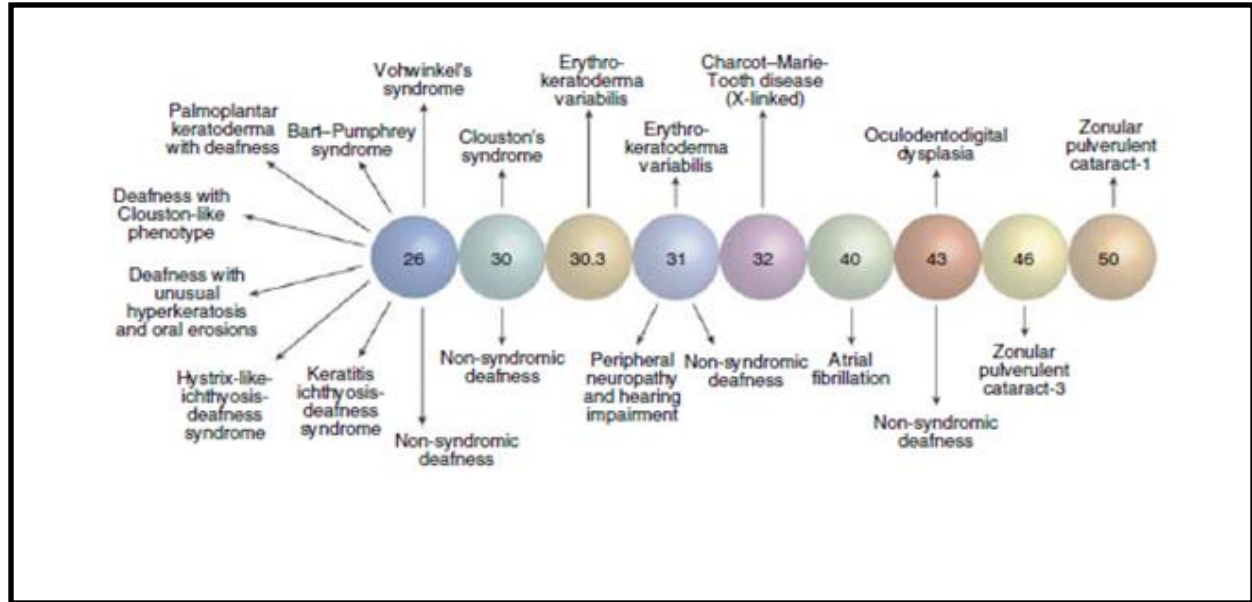 Vohwinkel's
syndrome
Erythro-
keratoderma
variabilis
Charcot–Marie-
Tooth disease
(X-linked)
Palmoplantar
keratoderma
with deafness
Bart–Pumphrey
syndrome
Clouston's
syndrome
Erythro-
keratoderma
variabilis
Oculodentodigital
dysplasia
Zonular
pulverulent
cataract-1
Deafness with
Clouston-like
phenotype
26
30
30.3
31
32
40
43
46
50
Deafness with
unusual
hyperkeratosis
and oral erosions
Hystrix-like-
ichthyosis-
deafness
syndrome
Keratitis
ichthyosis-
deafness
syndrome
Non-syndromic
deafness
Non-syndromic
deafness
Peripheral
neuropathy
and hearing
impairment
Non-syndromic
deafness
Atrial
fibrillation
Non-syndromic
deafness
Zonular
pulverulent
cataract-3